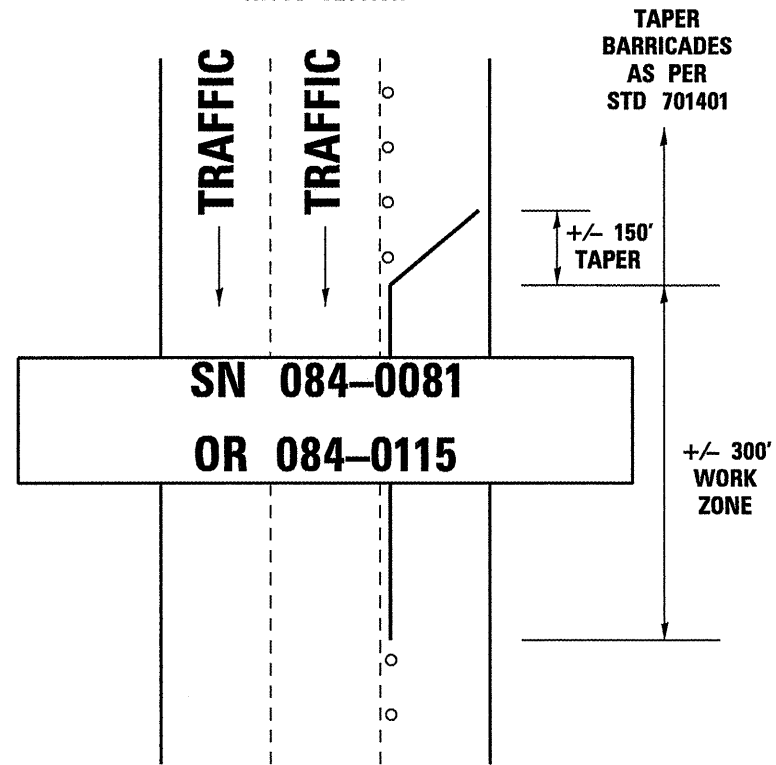 TAPER
BARRICADES
AS PER
STD 701401
TRAFFIC
TRAFFIC
+/- 150'
TAPER
SN 084-0081
OR 084-0115
+/- 300'
WORK
ZONE